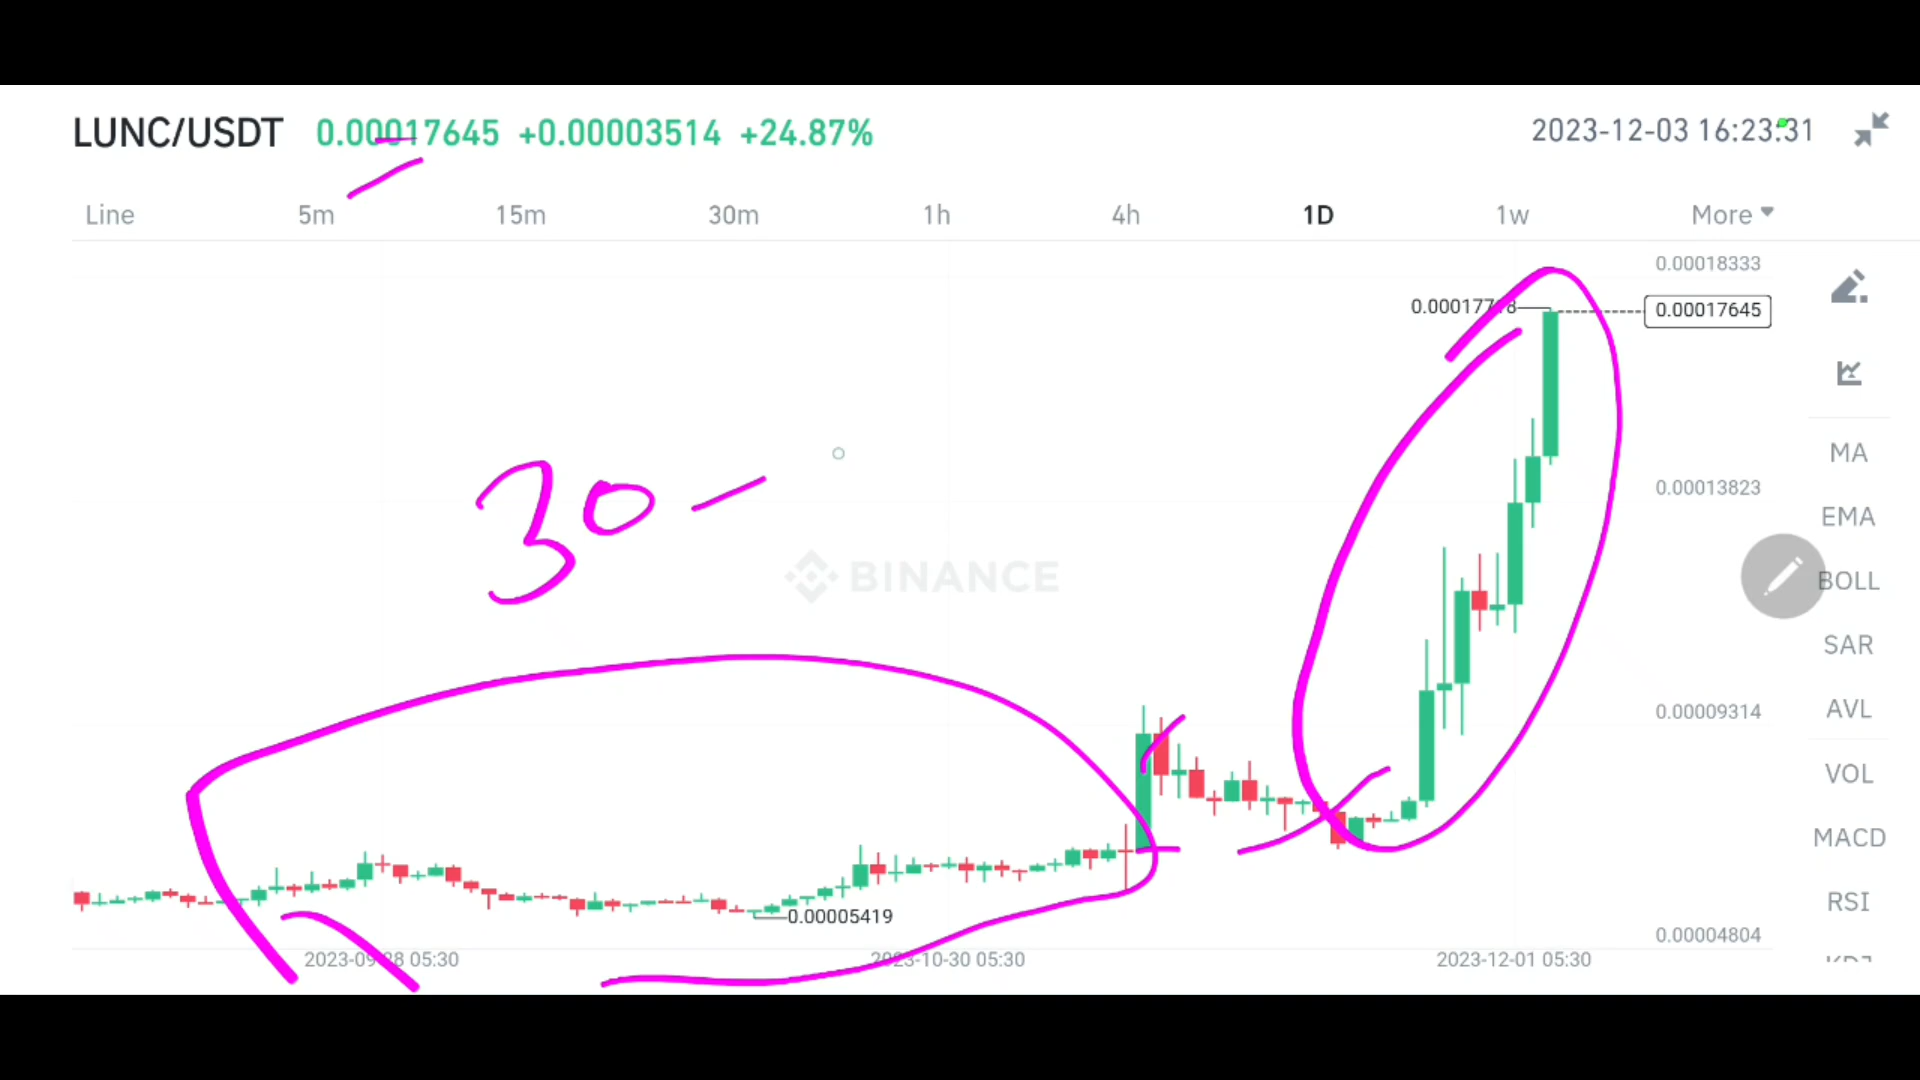 LUNC/USDT 0.00017645 +0.00003514 +24.87% 2023-12-03 16:23:31
Line 5m 15m 30m 1h 4h 1D 1w More
0.00018333
0.00017645
MA
0.00013823
EMA
30-
BINANCE
BOLL
SAR
0.00009314
AVL
VOL
MACD
RSI
0.00005419
0.00004804
05:30 2023-10-30 05:30 2023-12-01 05:30